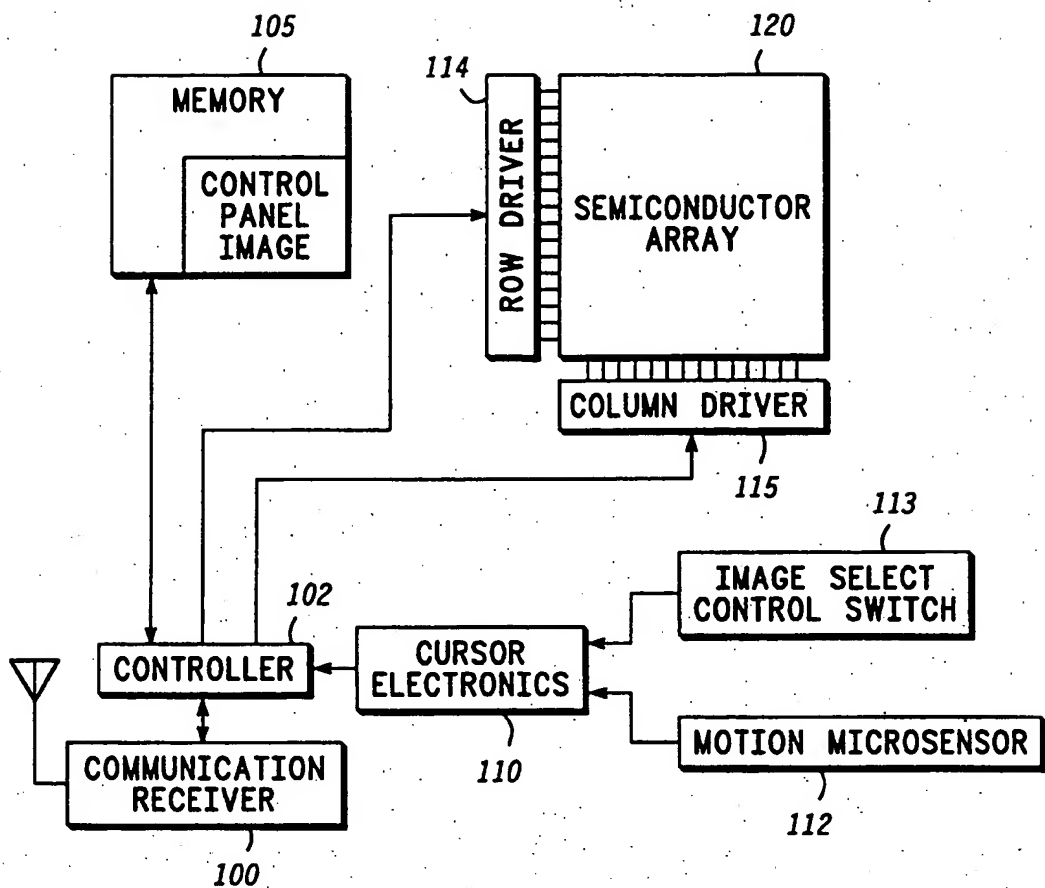 105
MEMORY
CONTROL
PANEL
IMAGE
114
ROW DRIVER
120
SEMICONDUCTOR
ARRAY
COLUMN DRIVER
115
113
IMAGE SELECT
CONTROL SWITCH
102
CONTROLLER
CURSOR
ELECTRONICS
110
MOTION MICROSENSOR
112
COMMUNICATION
RECEIVER
100